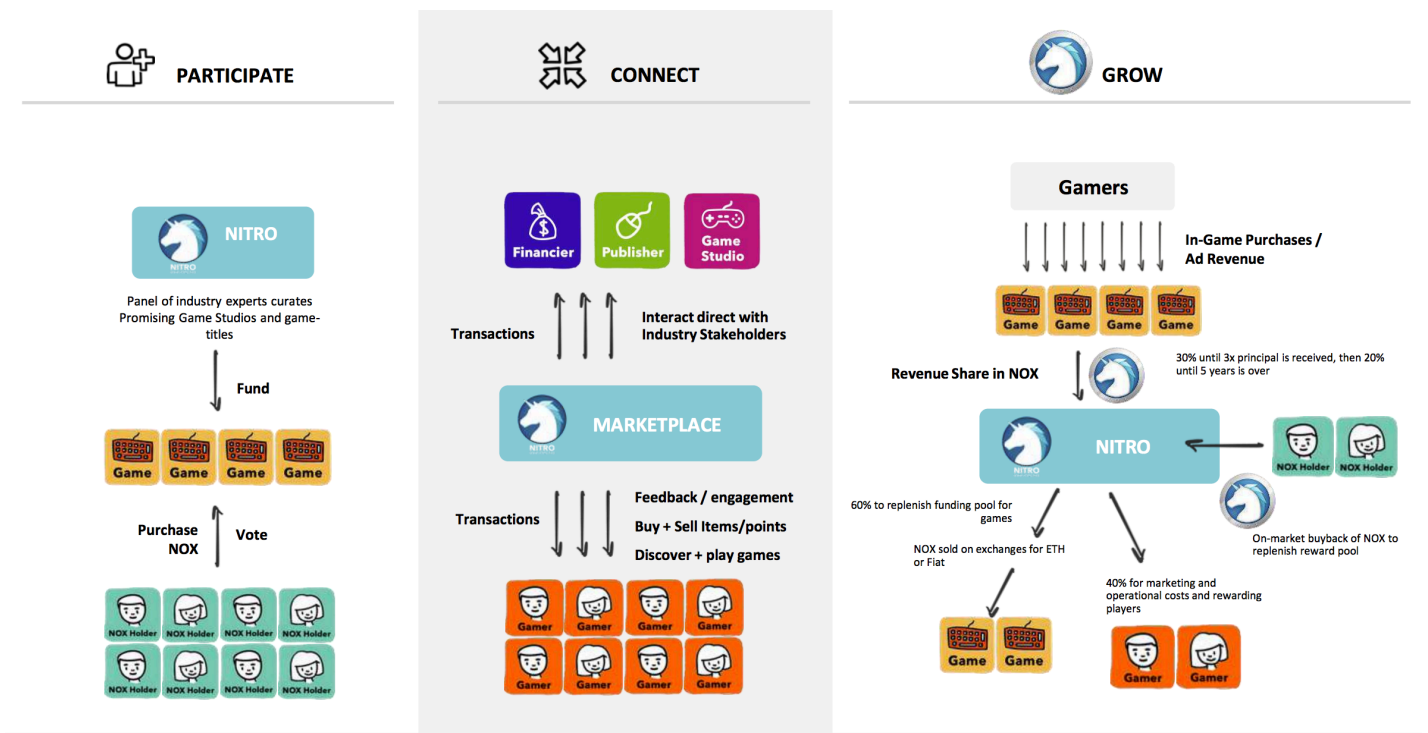 PARTICIPATE
NITRO
NITRO
Panel of industry experts curates
Promising Game Studios and game-
titles
Fund
Game Game Game Game
Purchase
NOX
Vote
NOX Holder NOX Holder NOX Holder NOX Holder
NOX Holder NOX Holder NOX Holder NOX Holder
CONNECT
Financier
Publisher
Game
Studio
Transactions
Interact direct with
Industry Stakeholders
MARKETPLACE
NITRO
Transactions
Feedback / engagement
Buy + Sell Items/points
Discover + play games
Gamer Gamer Gamer Gamer
Gamer Gamer Gamer Gamer
GROW
Gamers
In-Game Purchases /
Ad Revenue
Game Game Game Game
Revenue Share in NOX
30% until 3x principal is received, then 20%
until 5 years is over
NITRO
NITRO
NOX Holder NOX Holder
60% to replenish funding pool for
games
NOX sold on exchanges for ETH
or Fiat
On-market buyback of NOX to
replenish reward pool
40% for marketing and
operational costs and rewarding
players
Game Game
Gamer Gamer